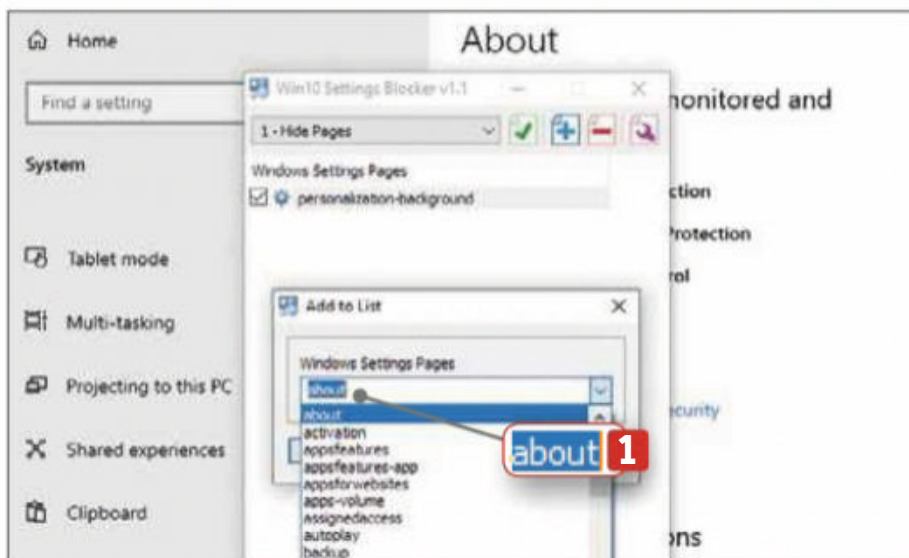 Home
Find a setting
System
Tablet mode
Multi-tasking
Projecting to this PC
Shared experiences
Clipboard
About
onitored and
ction
Protection
rol
ecurity
ons
Win10 Settings Blocker v1.1
1 - Hide Pages
Windows Settings Pages
personalization-background
Add to List
Windows Settings Pages
about
about
activation
appsfeatures
appsfeatures-app
appsforwebsites
apps-volume
assignedaccess
autoplay
backup
about 1